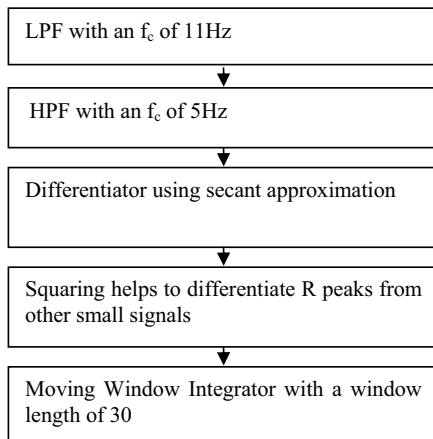 LPF with an fc of 11Hz
HPF with an fc of 5Hz
Differentiator using secant approximation
Squaring helps to differentiate R peaks from
other small signals
Moving Window Integrator with a window
length of 30